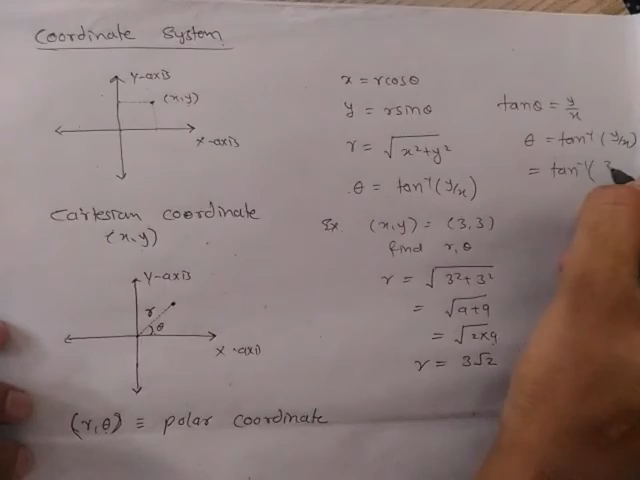 Coordinate System
Y-axis
(x,y)
X-axis
Cartesian coordinate
(x,y)
Y-axis
r
θ
X-axis
(r,θ) ≡ polar coordinate
x = rcosθ
y = rsinθ
r = √x²+y²
θ = tan⁻¹(y/x)
Ex. (x,y) = (3,3)
find r,θ
r = √3²+3²
= √9+9
= √2×9
r = 3√2
tanθ = y/x
θ = tan⁻¹(y/x)
= tan⁻¹(3